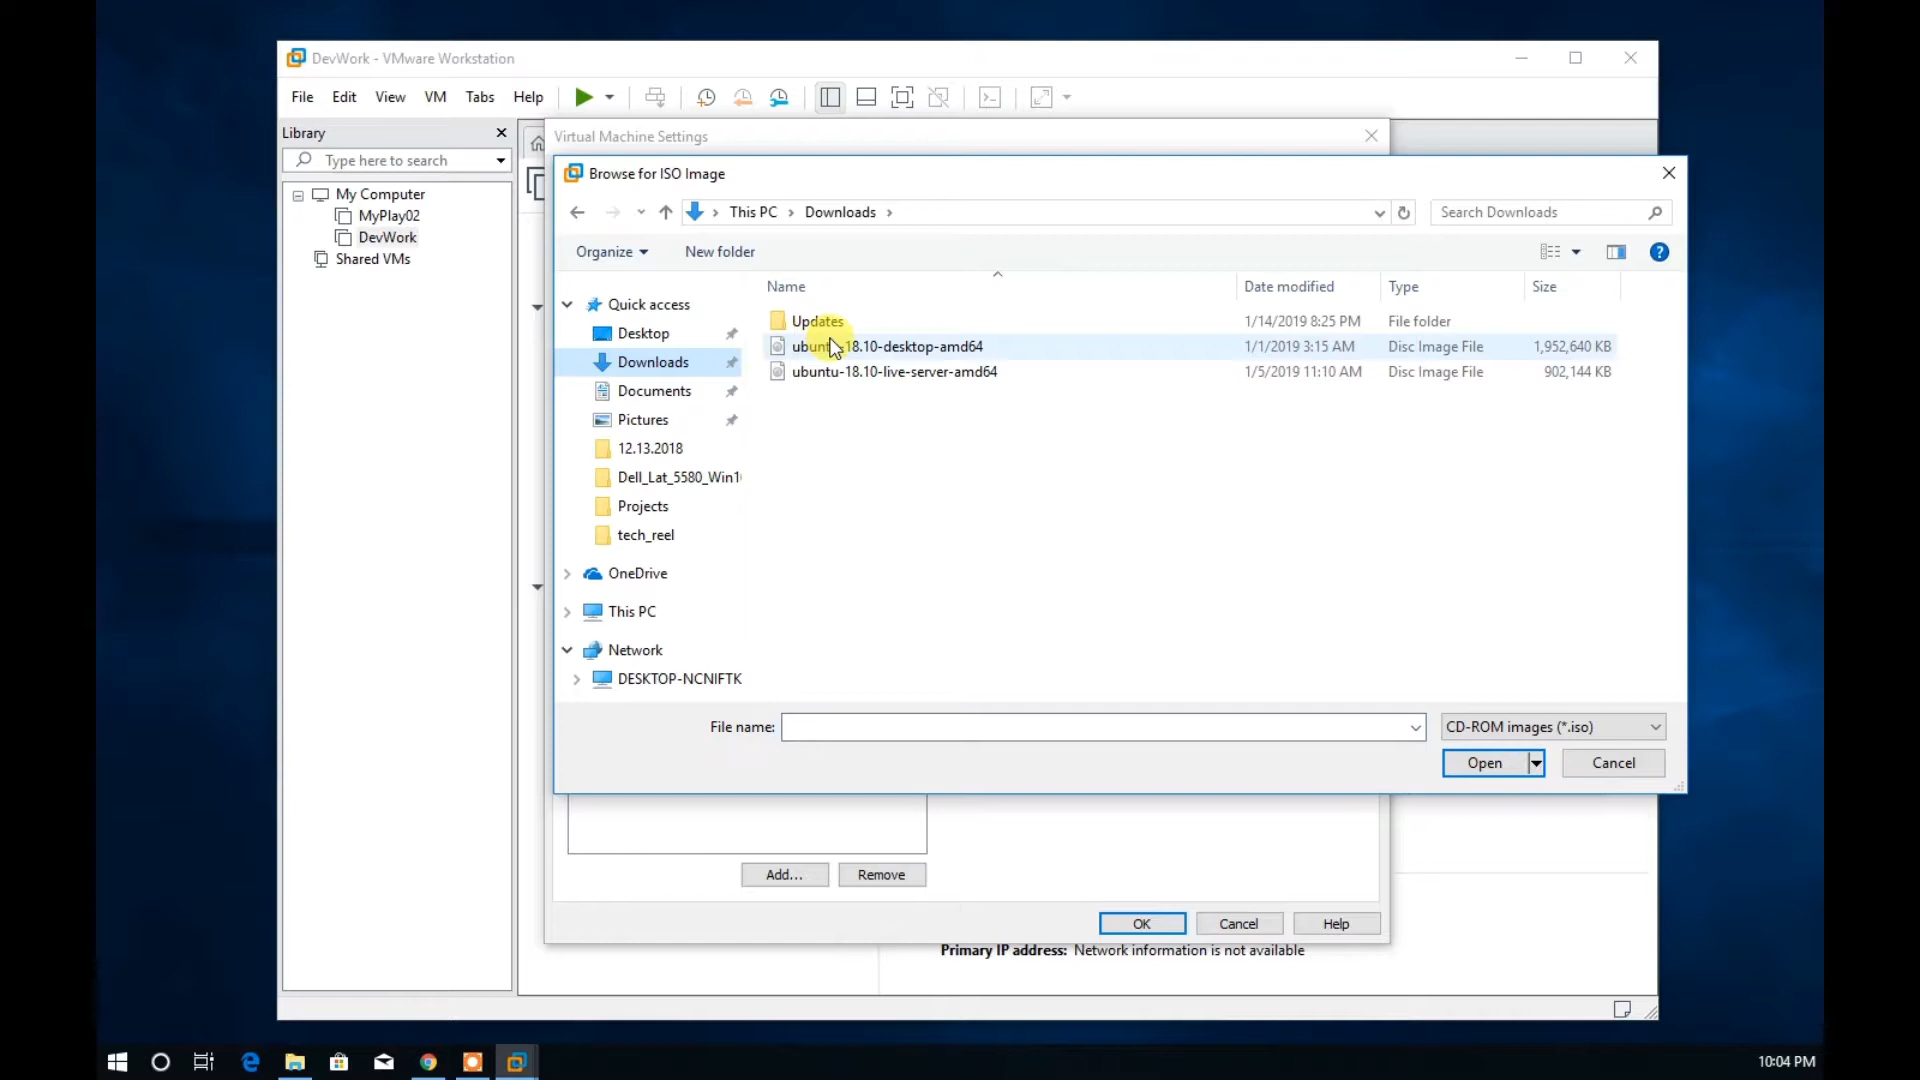 DevWork - VMware Workstation
File Edit View VM Tabs Help
Library
Type here to search
My Computer
MyPlay02
DevWork
Shared VMs
Virtual Machine Settings
Browse for ISO Image
This PC Downloads
Search Downloads
Organize New folder
Name Date modified Type Size
Updates 1/14/2019 8:25 PM File folder
ubuntu-18.10-desktop-amd64 1/1/2019 3:15 AM Disc Image File 1,952,640 KB
ubuntu-18.10-live-server-amd64 1/5/2019 11:10 AM Disc Image File 902,144 KB
Quick access
Desktop
Downloads
Documents
Pictures
12.13.2018
Dell_Lat_5580_Win1
Projects
tech_reel
OneDrive
This PC
Network
DESKTOP-NCNIFTK
File name: CD-ROM images (*.iso)
Open Cancel
Add... Remove
OK Cancel Help
Primary IP address: Network information is not available
10:04 PM